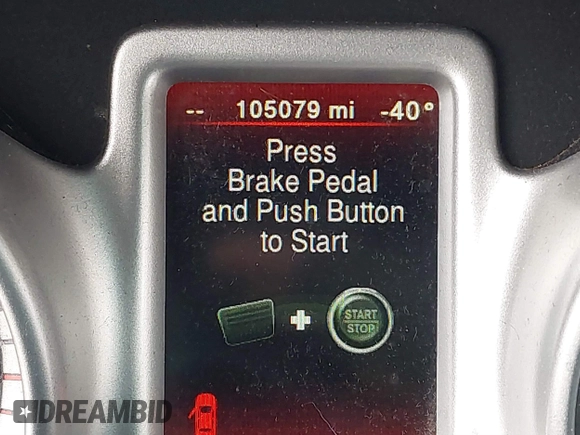 -- 105079 mi -40°
Press
Brake Pedal
and Push Button
to Start
START
STOP
DREAMBID